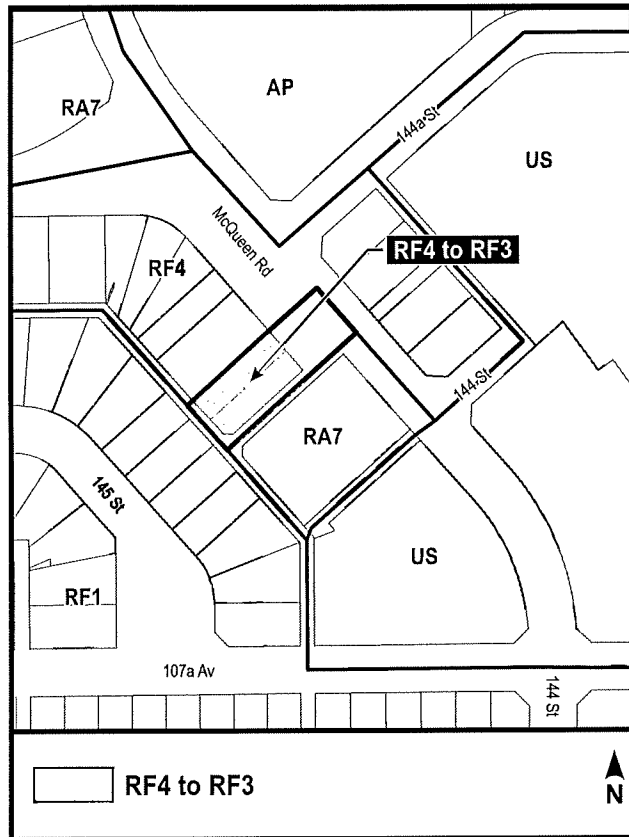 AP
RA7
144a St
US
McQueen Rd
RF4
RF4 to RF3
144 St
RA7
145 St
US
RF1
107a Av
144 St
RF4 to RF3
N